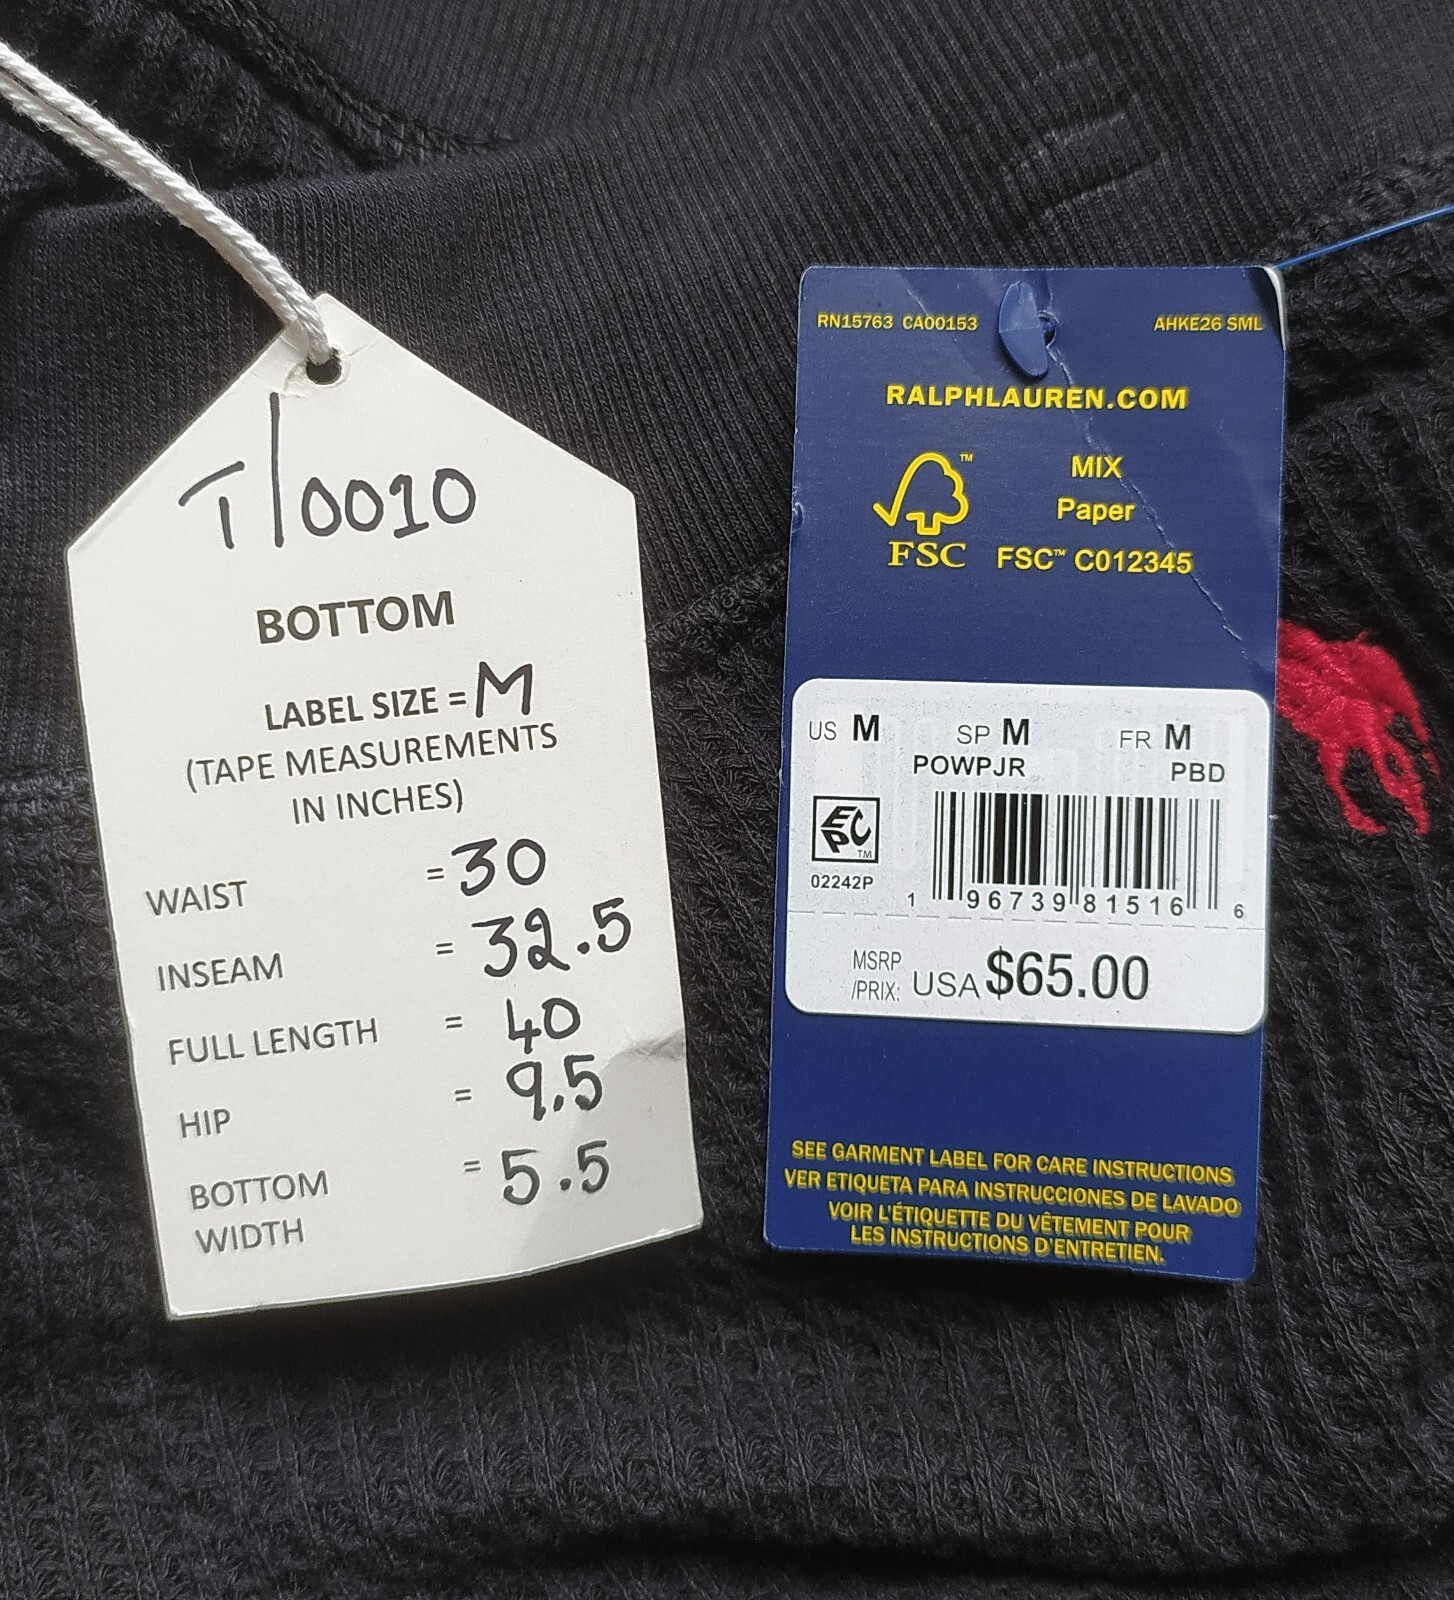 T/0010
BOTTOM
LABEL SIZE = M
(TAPE MEASUREMENTS
IN INCHES)
WAIST = 30
INSEAM = 32.5
FULL LENGTH = 40
HIP = 9.5
BOTTOM = 5.5
WIDTH
RN15763 CA00153 AHKE26 SML
RALPHLAUREN.COM
MIX
Paper
FSC FSC™ C012345
US M SP M FR M
POWPJR PBD
EPC™
02242P
1 96739 81516 6
MSRP
/PRIX: USA $65.00
SEE GARMENT LABEL FOR CARE INSTRUCTIONS
VER ETIQUETA PARA INSTRUCCIONES DE LAVADO
VOIR L'ÉTIQUETTE DU VÊTEMENT POUR
LES INSTRUCTIONS D'ENTRETIEN.